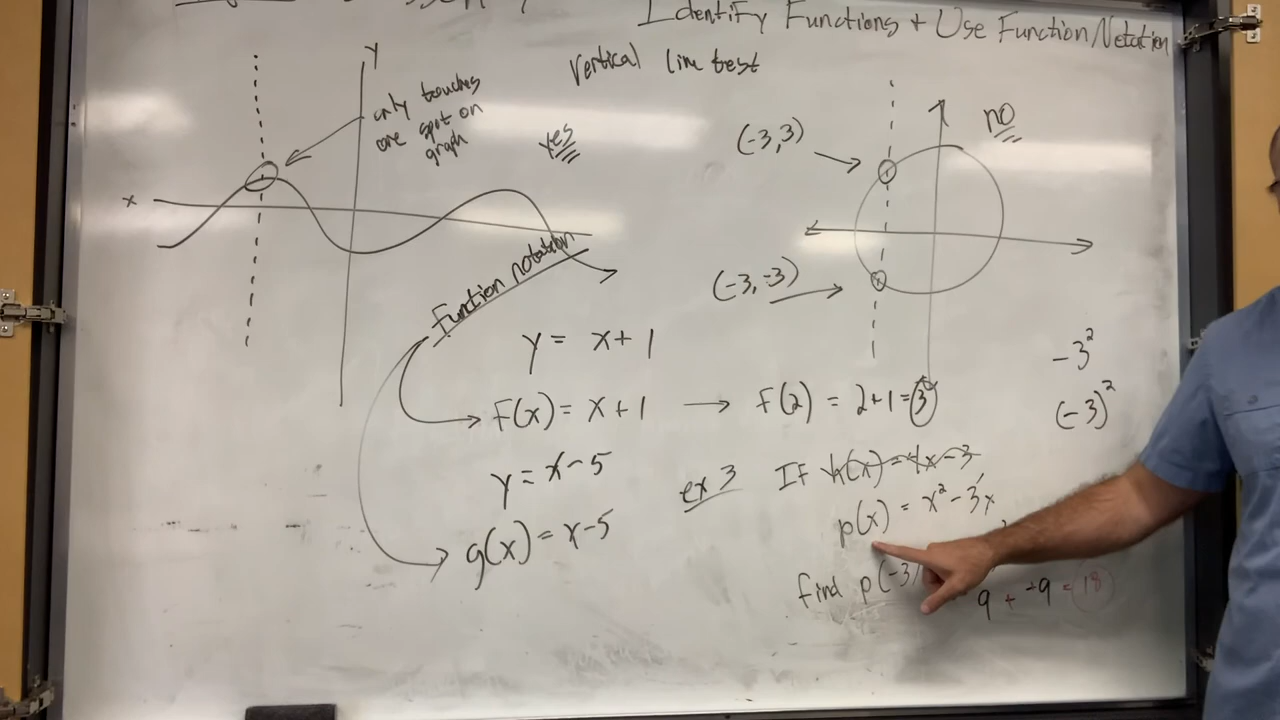 Identify Functions + Use Function Notation
Vertical line test
y
only touches
one spot on
graph
yes
x
(-3,3)
no
(-3,-3)
Function notation
y = x+1
f(x) = x+1 → f(2) = 2+1=3
y = x-5
g(x) = x-5
-3²
(-3)²
ex 3 If h(x)=4x-3
p(x) = x² - 3x
find p(-3)
9 + +9 = 18